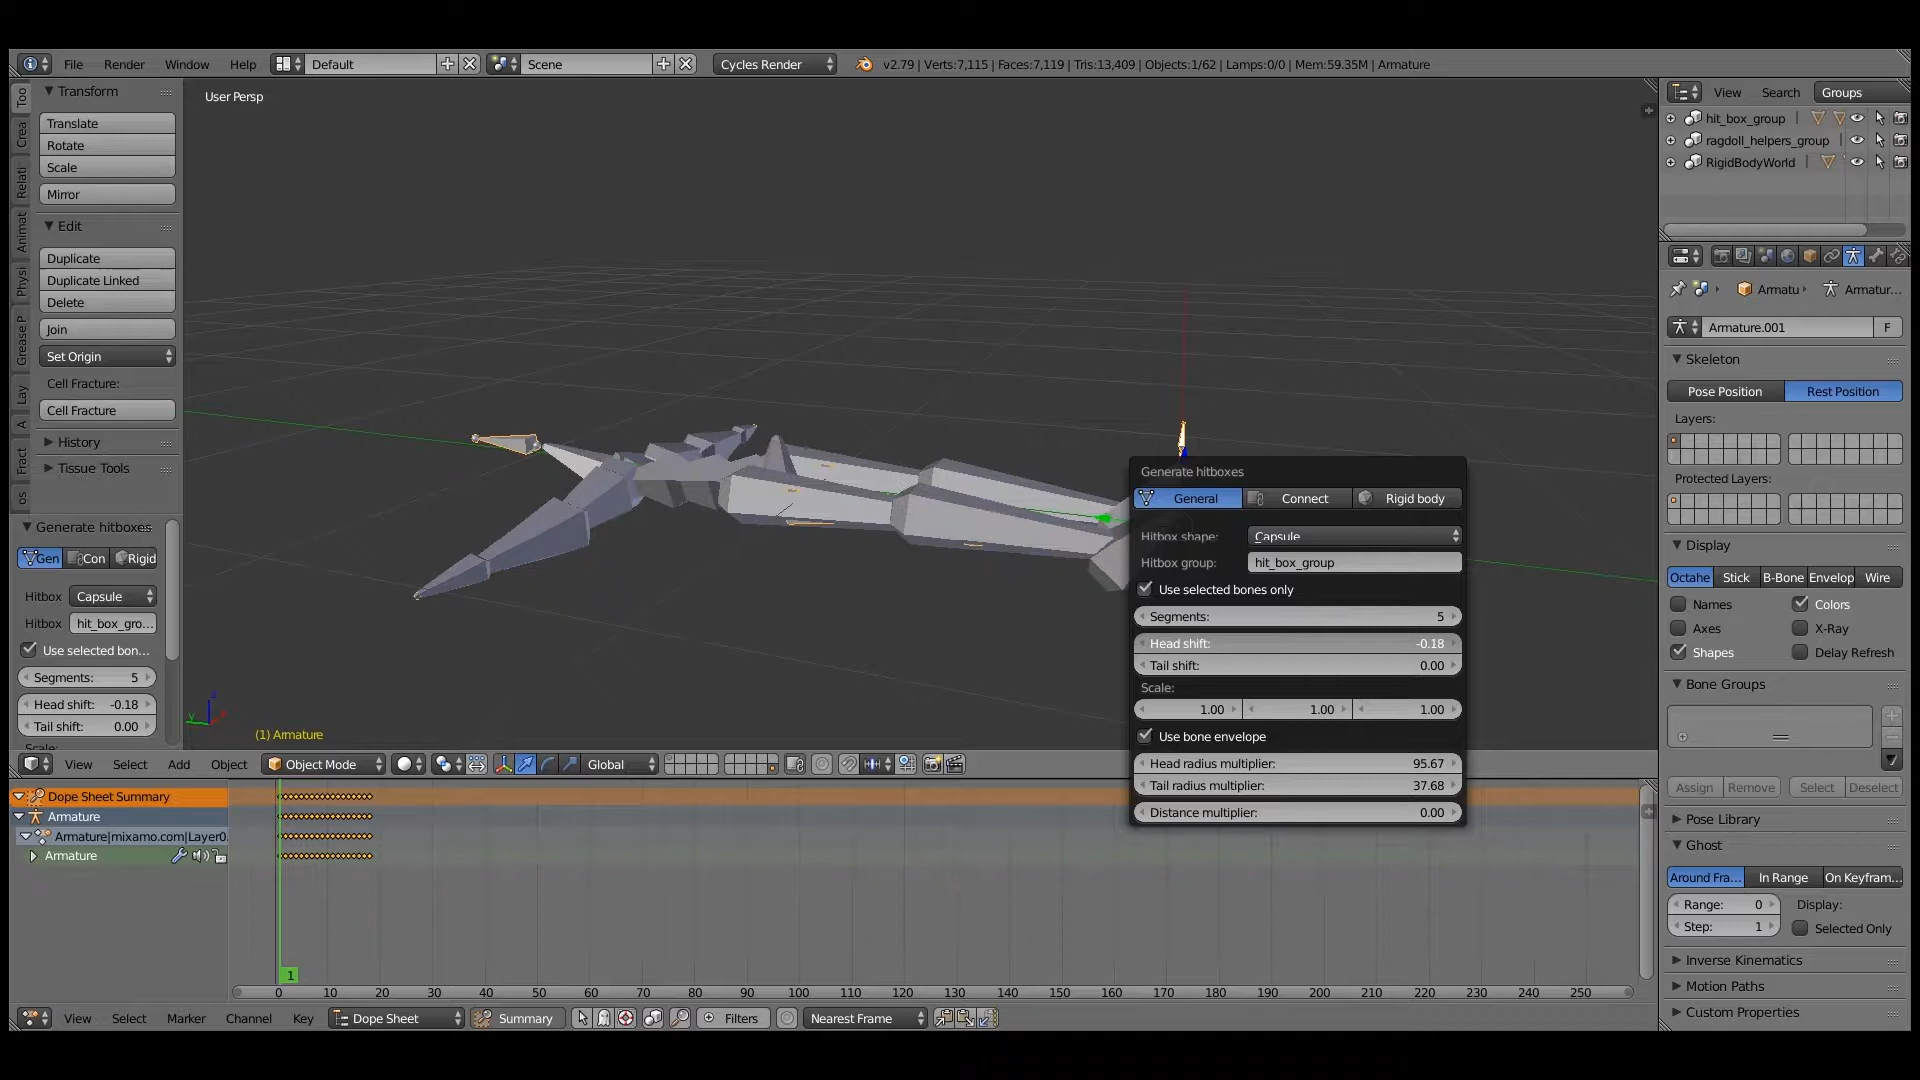 File Render Window Help Default Scene Cycles Render v2.79 | Verts:7,115 | Faces:7,119 | Tris:13,409 | Objects:1/62 | Lamps:0/0 | Mem:59.35M | Armature
Too
Crea
Relati
Animat
Physi
Grease P
Lay
A
Fract
os
Transform
Translate
Rotate
Scale
Mirror
Edit
Duplicate
Duplicate Linked
Delete
Join
Set Origin
Cell Fracture:
Cell Fracture
History
Tissue Tools
Generate hitboxes
Gen Con Rigid
Hitbox Capsule
Hitbox hit_box_gro...
Use selected bon...
Segments: 5
Head shift: -0.18
Tail shift: 0.00
Scale:
User Persp
(1) Armature
Generate hitboxes
General Connect Rigid body
Hitbox shape: Capsule
Hitbox group: hit_box_group
Use selected bones only
Segments: 5
Head shift: -0.18
Tail shift: 0.00
Scale:
1.00 1.00 1.00
Use bone envelope
Head radius multiplier: 95.67
Tail radius multiplier: 37.68
Distance multiplier: 0.00
View Select Add Object Object Mode Global
Dope Sheet Summary
Armature
Armature|mixamo.com|Layer0
Armature
1
0 10 20 30 40 50 60 70 80 90 100 110 120 130 140 150 160 170 180 190 200 210 220 230 240 250
View Select Marker Channel Key Dope Sheet Summary Filters Nearest Frame
View Search Groups
hit_box_group
ragdoll_helpers_group
RigidBodyWorld
Armatu Armatur...
Armature.001 F
Skeleton
Pose Position Rest Position
Layers:
Protected Layers:
Display
Octahe Stick B-Bone Envelop Wire
Names Colors
Axes X-Ray
Shapes Delay Refresh
Bone Groups
Assign Remove Select Deselect
Pose Library
Ghost
Around Fra... In Range On Keyfram...
Range: 0 Display:
Step: 1 Selected Only
Inverse Kinematics
Motion Paths
Custom Properties